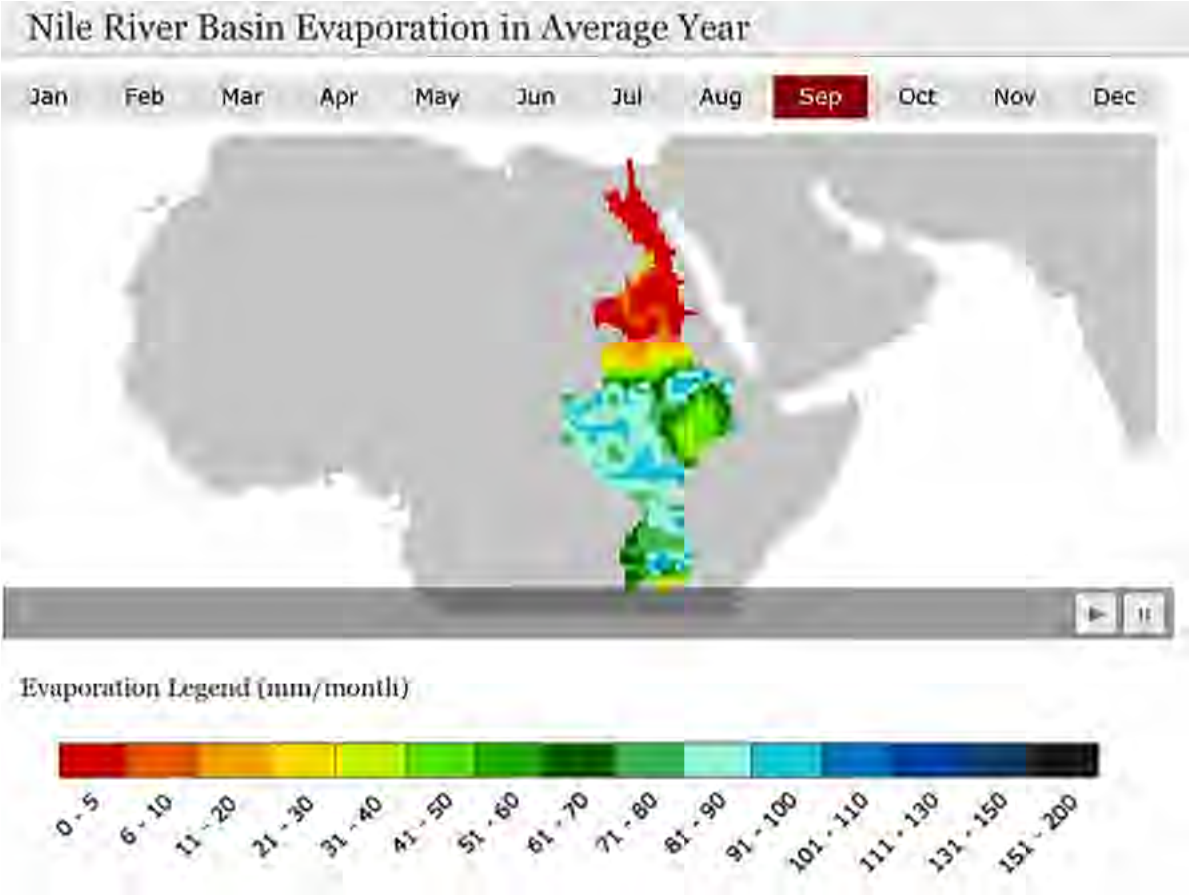 Nile River Basin Evaporation in Average Year
Jan Feb Mar Apr May Jun Jul Aug Sep Oct Nov Dec
Evaporation Legend (mm/month)
0 - 5 6 - 10 11 - 20 21 - 30 31 - 40 41 - 50 51 - 60 61 - 70 71 - 80 81 - 90 91 - 100 101 - 110 111 - 130 131 - 150 151 - 200